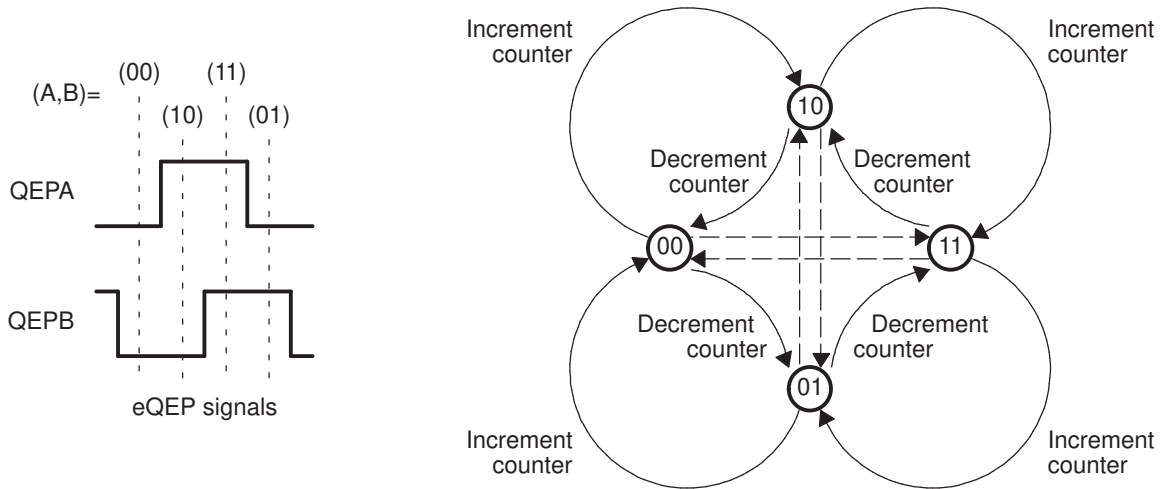 (A,B)=
(00)
(11)
(10)
(01)
QEPA
QEPB
eQEP signals
Increment
counter
Increment
counter
10
Decrement
counter
Decrement
counter
00
11
Decrement
counter
Decrement
counter
01
Increment
counter
Increment
counter